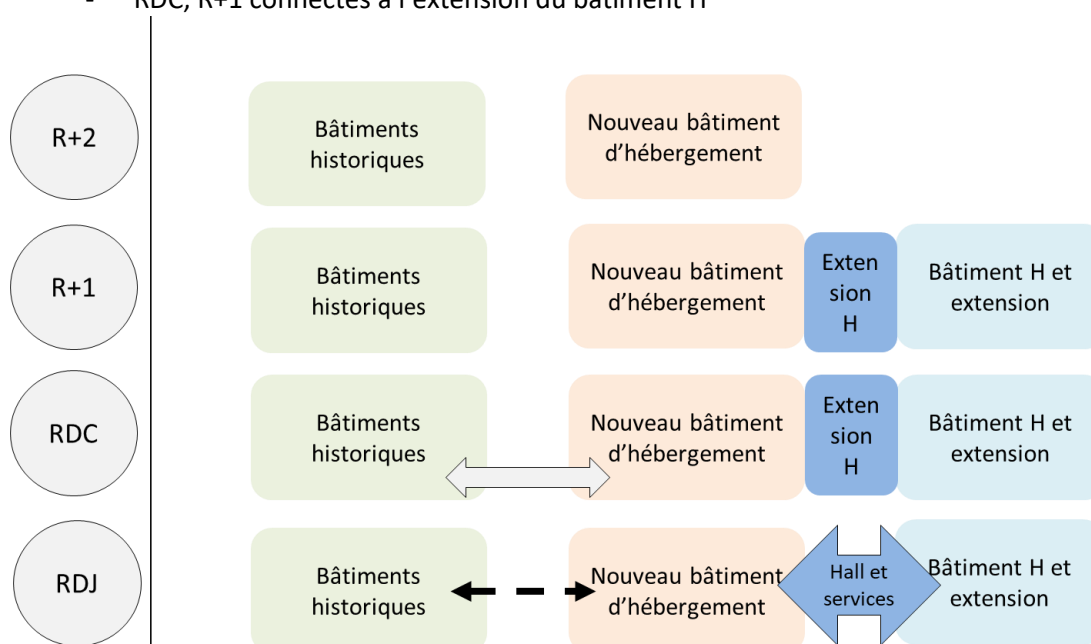 - RDC, R+1 connectés à l'extension du bâtiment H
R+2
Bâtiments
historiques
Nouveau bâtiment
d'hébergement
R+1
Bâtiments
historiques
Nouveau bâtiment
d'hébergement
Exten
sion
H
Bâtiment H et
extension
RDC
Bâtiments
historiques
Nouveau bâtiment
d'hébergement
Exten
sion
H
Bâtiment H et
extension
RDJ
Bâtiments
historiques
Nouveau bâtiment
d'hébergement
Hall et
services
Bâtiment H et
extension